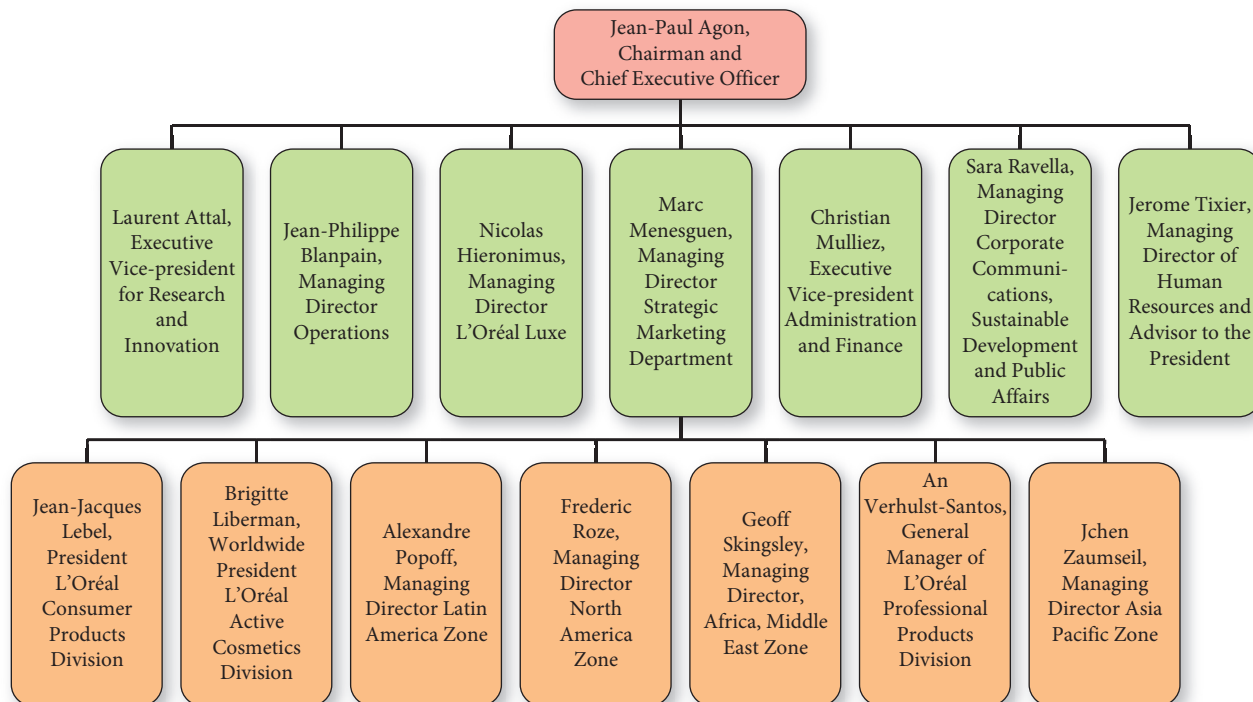 Jean-Paul Agon,
Chairman and
Chief Executive Officer
Laurent Attal,
Executive
Vice-president
for Research
and
Innovation
Jean-Philippe
Blanpain,
Managing
Director
Operations
Nicolas
Hieronimus,
Managing
Director
L'Oréal Luxe
Marc
Menesguen,
Managing
Director
Strategic
Marketing
Department
Christian
Mulliez,
Executive
Vice-president
Administration
and Finance
Sara Ravella,
Managing
Director
Corporate
Communi-
cations,
Sustainable
Development
and Public
Affairs
Jerome Tixier,
Managing
Director of
Human
Resources and
Advisor to the
President
Jean-Jacques
Lebel,
President
L'Oréal
Consumer
Products
Division
Brigitte
Liberman,
Worldwide
President
L'Oréal
Active
Cosmetics
Division
Alexandre
Popoff,
Managing
Director Latin
America Zone
Frederic
Roze,
Managing
Director
North
America
Zone
Geoff
Skingsley,
Managing
Director,
Africa, Middle
East Zone
An
Verhulst-Santos,
General
Manager of
L'Oréal
Professional
Products
Division
Jchen
Zaumseil,
Managing
Director Asia
Pacific Zone